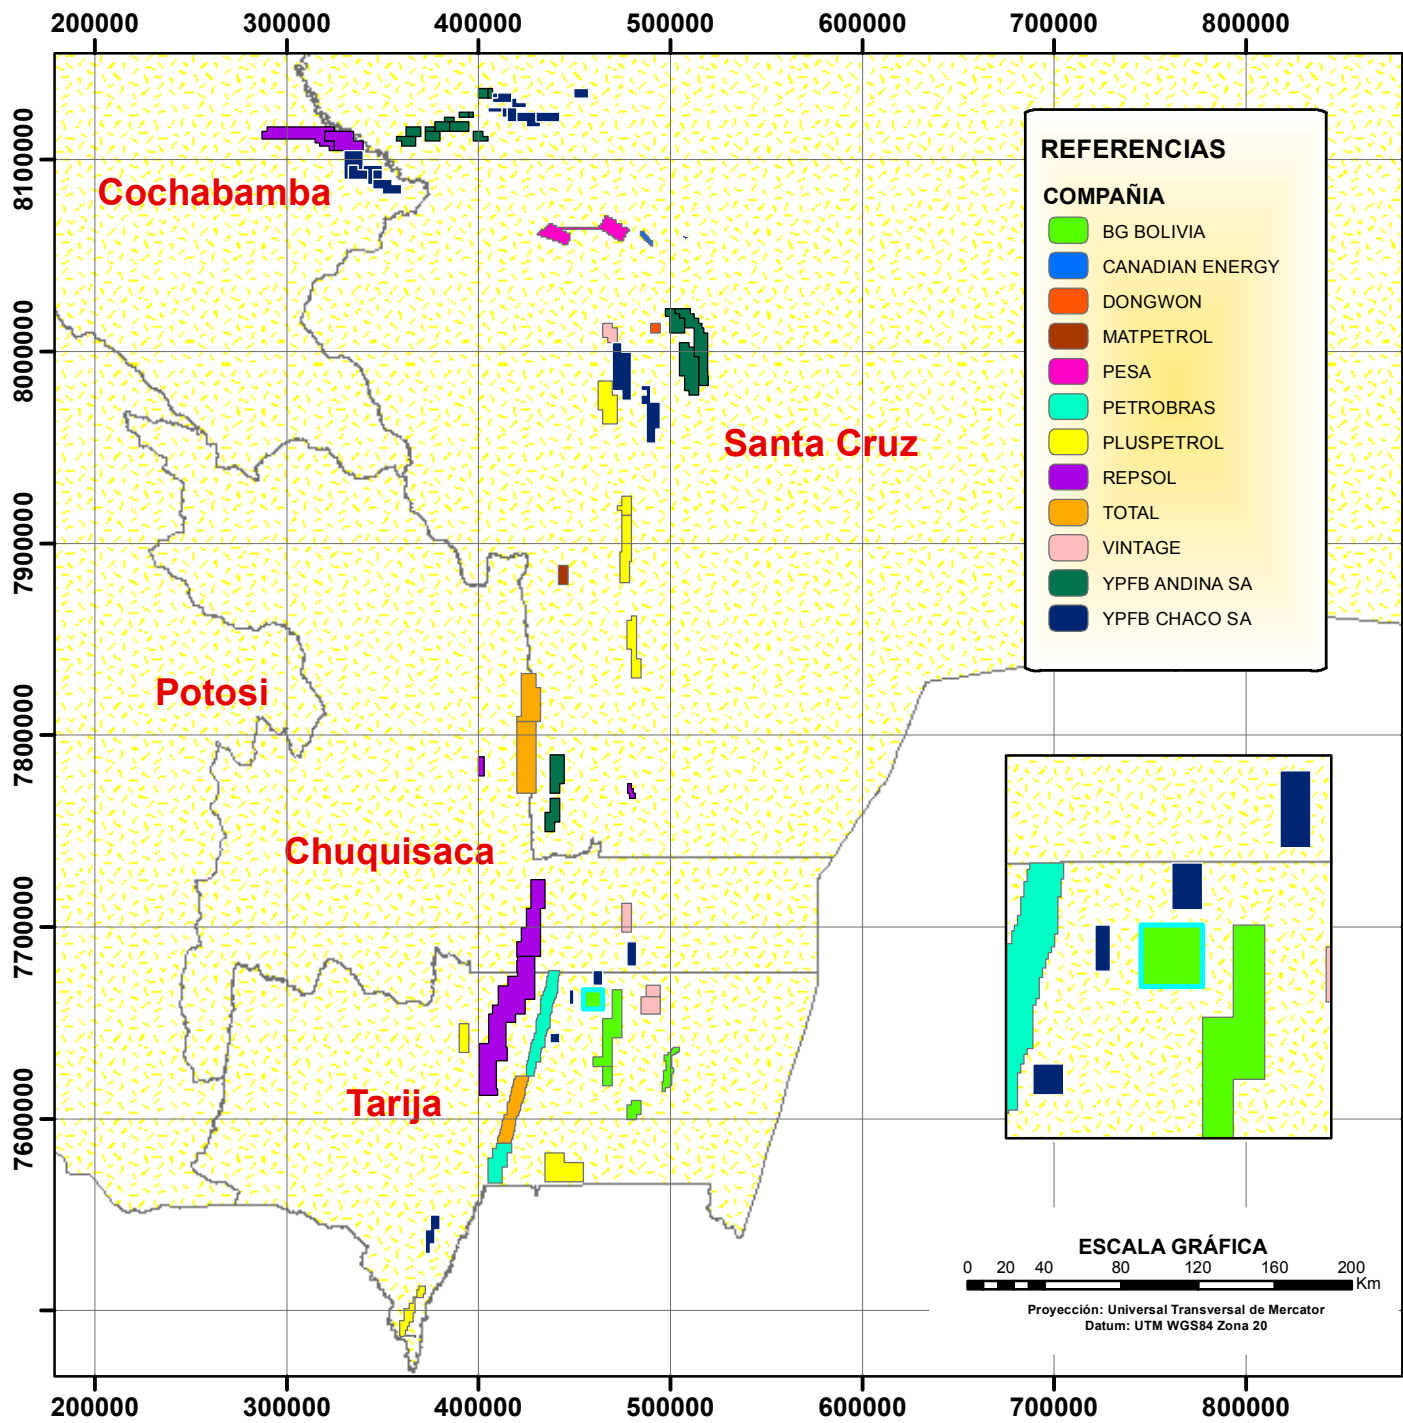 200000 300000 400000 500000 600000 700000 800000
8100000
8000000
7900000
7800000
7700000
7600000
Cochabamba
Santa Cruz
Potosi
Chuquisaca
Tarija
REFERENCIAS
COMPAÑIA
BG BOLIVIA
CANADIAN ENERGY
DONGWON
MATPETROL
PESA
PETROBRAS
PLUSPETROL
REPSOL
TOTAL
VINTAGE
YPFB ANDINA SA
YPFB CHACO SA
ESCALA GRÁFICA
0 20 40 80 120 160 200
Km
Proyección: Universal Transversal de Mercator
Datum: UTM WGS84 Zona 20
200000 300000 400000 500000 600000 700000 800000